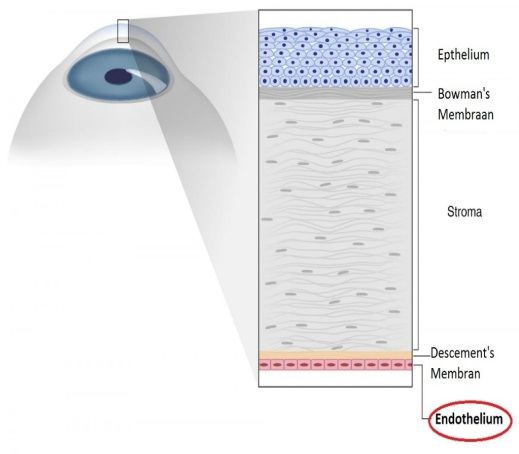 Epthelium
Bowman's
Membraan
Stroma
Descement's
Membran
Endothelium